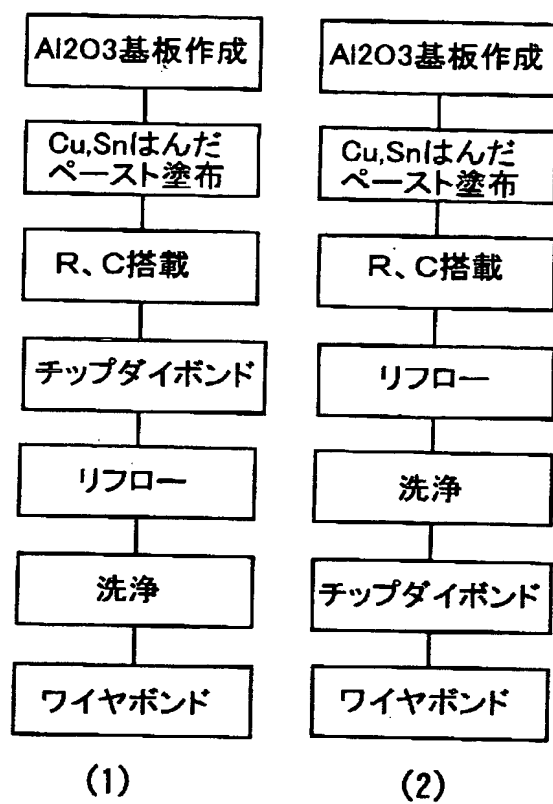 Al2O3基板作成
Cu,Snはんだ
ペースト塗布
R、C搭載
チップダイボンド
リフロー
洗浄
ワイヤボンド
(1)
Al2O3基板作成
Cu,Snはんだ
ペースト塗布
R、C搭載
リフロー
洗浄
チップダイボンド
ワイヤボンド
(2)